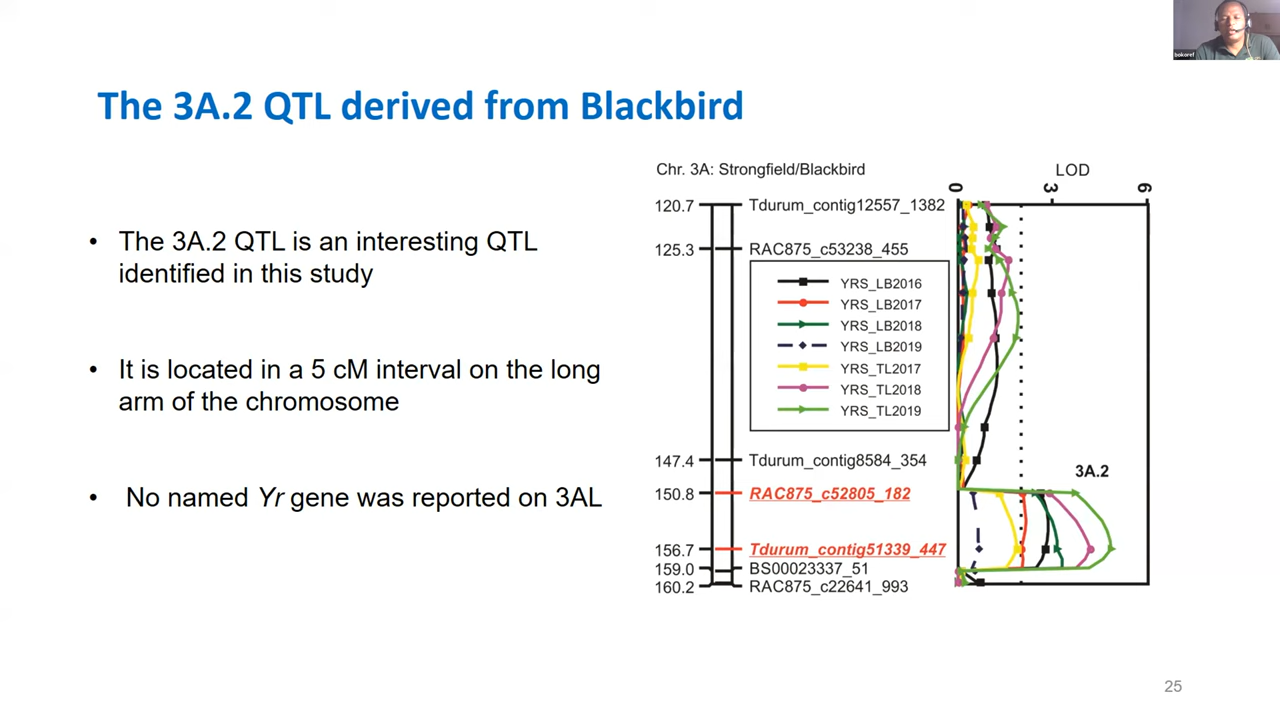 bokoref
The 3A.2 QTL derived from Blackbird
• The 3A.2 QTL is an interesting QTL
identified in this study
• It is located in a 5 cM interval on the long
arm of the chromosome
• No named Yr gene was reported on 3AL
Chr. 3A: Strongfield/Blackbird
LOD
0 3 6
120.7 Tdurum_contig12557_1382
125.3 RAC875_c53238_455
YRS_LB2016
YRS_LB2017
YRS_LB2018
YRS_LB2019
YRS_TL2017
YRS_TL2018
YRS_TL2019
147.4 Tdurum_contig8584_354
3A.2
150.8 RAC875_c52805_182
156.7 Tdurum_contig51339_447
159.0 BS00023337_51
160.2 RAC875_c22641_993
25